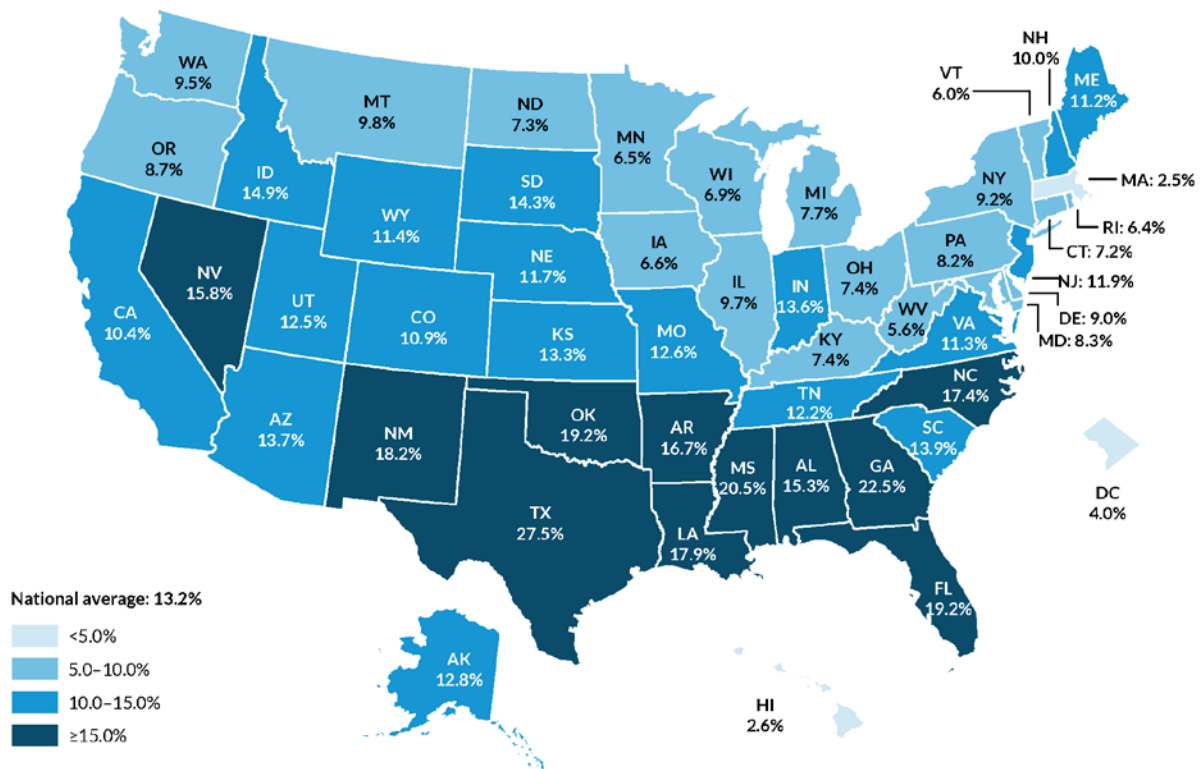 NH
10.0%
VT
6.0%
ME
11.2%
WA
9.5%
MT
9.8%
ND
7.3%
MN
6.5%
OR
8.7%
ID
14.9%
SD
14.3%
WI
6.9%
MI
7.7%
NY
9.2%
MA: 2.5%
WY
11.4%
RI: 6.4%
CT: 7.2%
IA
6.6%
PA
8.2%
NE
11.7%
NV
15.8%
OH
7.4%
IL
9.7%
IN
13.6%
NJ: 11.9%
UT
12.5%
CA
10.4%
CO
10.9%
WV
5.6%
DE: 9.0%
VA
11.3%
MD: 8.3%
KS
13.3%
MO
12.6%
KY
7.4%
NC
17.4%
TN
12.2%
AZ
13.7%
NM
18.2%
OK
19.2%
AR
16.7%
SC
13.9%
MS
20.5%
AL
15.3%
GA
22.5%
DC
4.0%
TX
27.5%
LA
17.9%
FL
19.2%
National average: 13.2%
<5.0%
5.0–10.0%
10.0–15.0%
≥15.0%
AK
12.8%
HI
2.6%